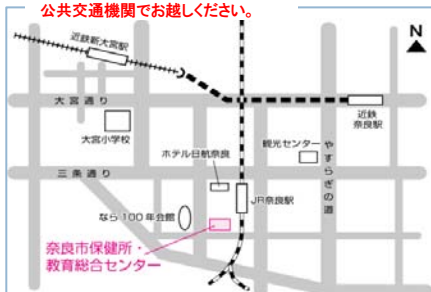 公共交通機関でお越しください。
近鉄新大宮駅
N
大宮通り
近鉄
奈良駅
大宮小学校
観光センター
やすらぎの道
ホテル日航奈良
三条通り
JR奈良駅
なら100年会館
奈良市保健所・
教育総合センター